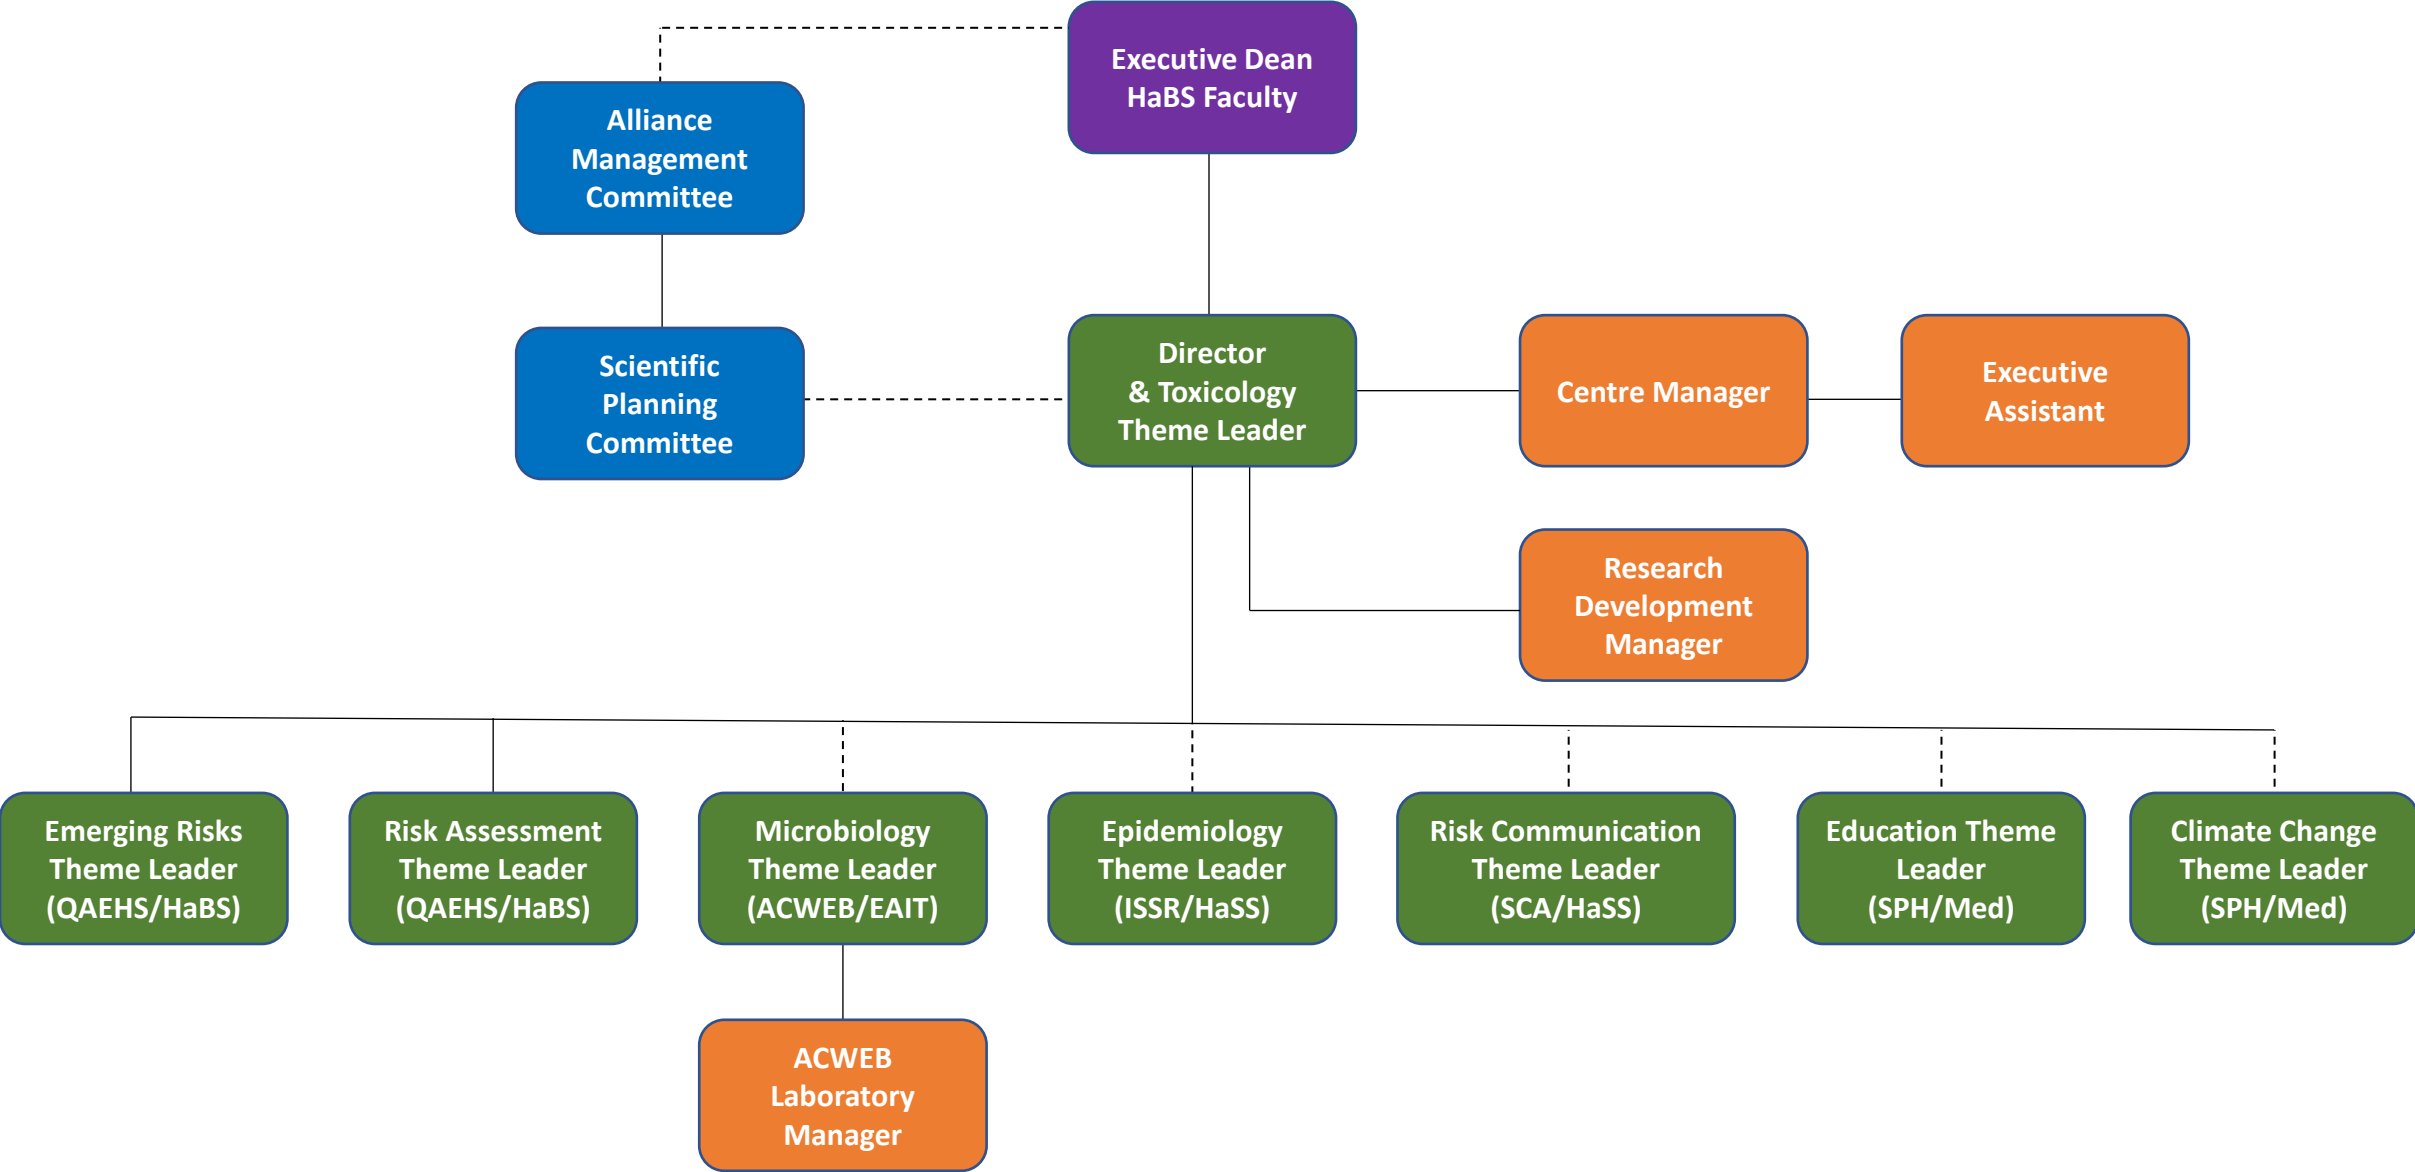 Executive Dean
HaBS Faculty
Alliance
Management
Committee
Scientific
Planning
Committee
Director
& Toxicology
Theme Leader
Centre Manager
Executive
Assistant
Research
Development
Manager
Emerging Risks
Theme Leader
(QAEHS/HaBS)
Risk Assessment
Theme Leader
(QAEHS/HaBS)
Microbiology
Theme Leader
(ACWEB/EAIT)
Epidemiology
Theme Leader
(ISSR/HaSS)
Risk Communication
Theme Leader
(SCA/HaSS)
Education Theme
Leader
(SPH/Med)
Climate Change
Theme Leader
(SPH/Med)
ACWEB
Laboratory
Manager